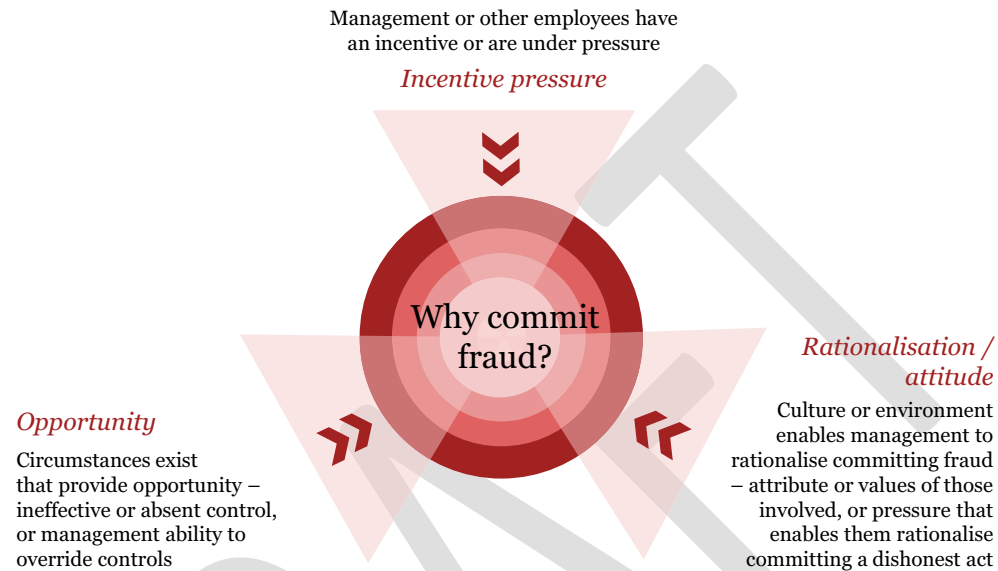 Management or other employees have
an incentive or are under pressure
Incentive pressure
Why commit
fraud?
Opportunity
Circumstances exist
that provide opportunity –
ineffective or absent control,
or management ability to
override controls
Rationalisation /
attitude
Culture or environment
enables management to
rationalise committing fraud
– attribute or values of those
involved, or pressure that
enables them rationalise
committing a dishonest act